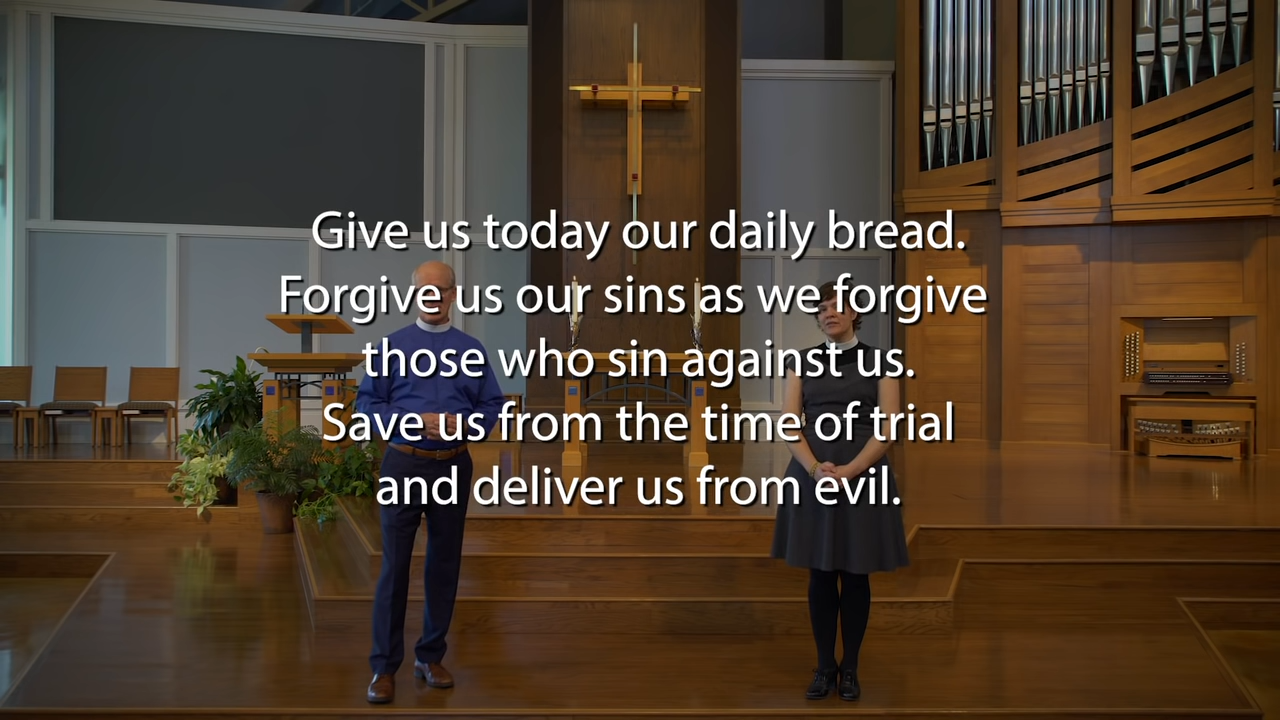 Give us today our daily bread.
Forgive us our sins as we forgive
those who sin against us.
Save us from the time of trial
and deliver us from evil.